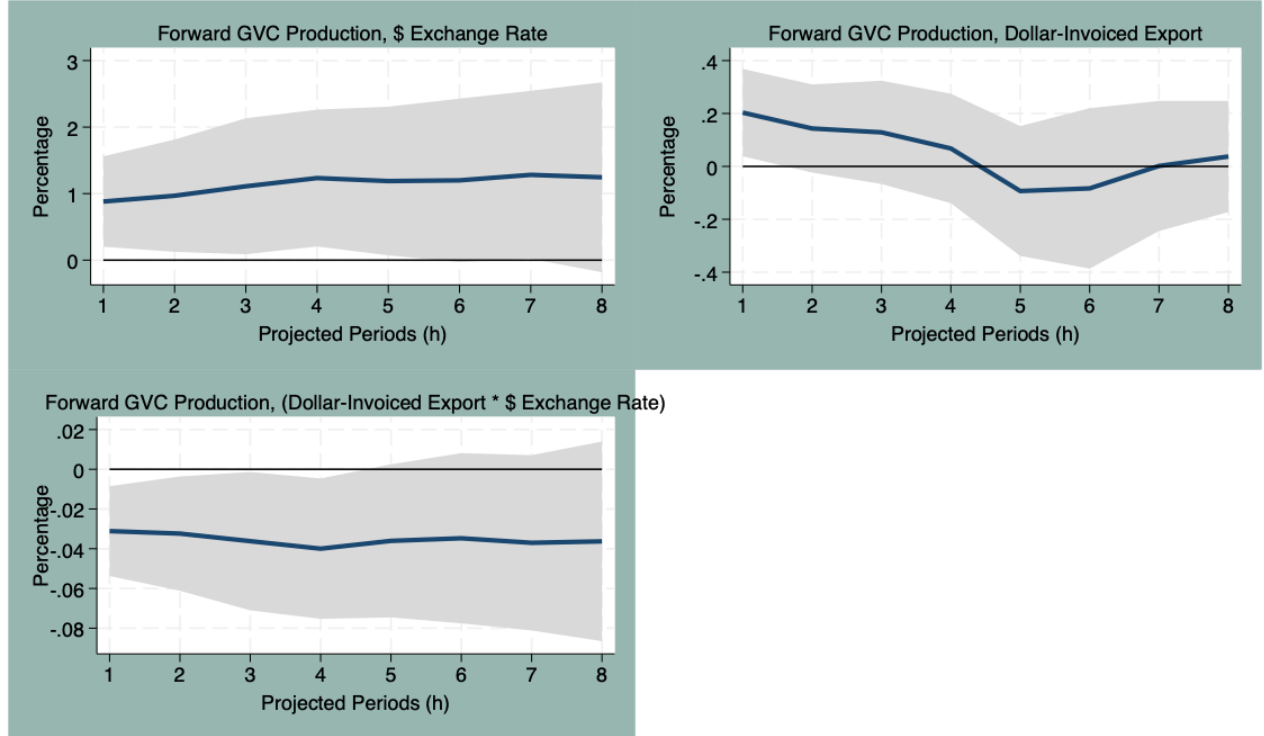 Forward GVC Production, $ Exchange Rate
Percentage
3
2
1
0
1 2 3 4 5 6 7 8
Projected Periods (h)
Forward GVC Production, Dollar-Invoiced Export
Percentage
.4
.2
0
-.2
-.4
1 2 3 4 5 6 7 8
Projected Periods (h)
Forward GVC Production, (Dollar-Invoiced Export * $ Exchange Rate)
Percentage
.02
0
-.02
-.04
-.06
-.08
1 2 3 4 5 6 7 8
Projected Periods (h)